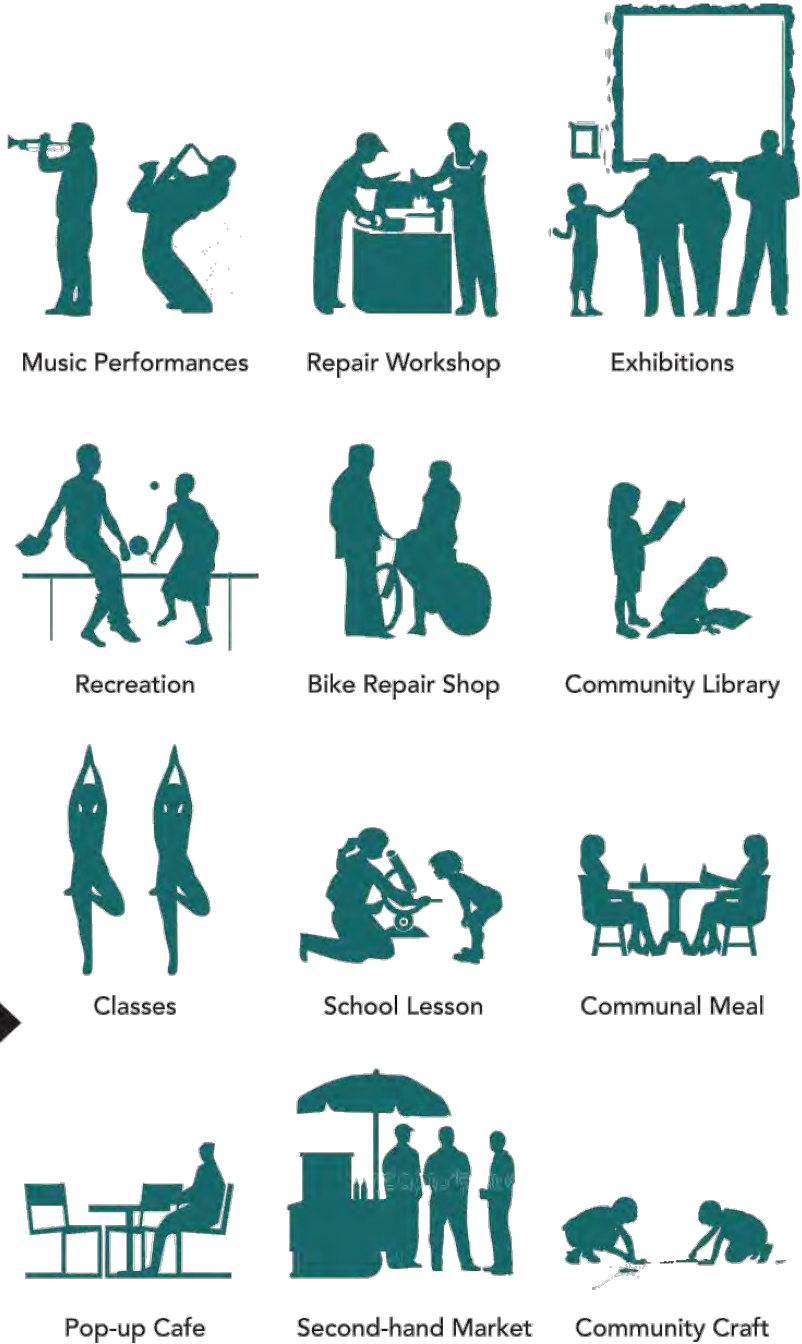 Music Performances
Repair Workshop
Exhibitions
Recreation
Bike Repair Shop
Community Library
Classes
School Lesson
Communal Meal
Pop-up Cafe
Second-hand Market
Community Craft